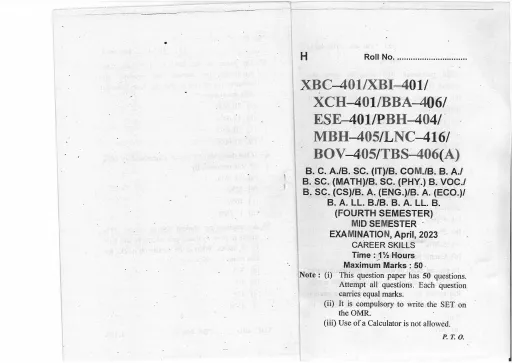 H Roll No. ..............................
XBC–401/XBI–401/
XCH–401/BBA–406/
ESE–401/PBH–404/
MBH–405/LNC–416/
BOV–405/TBS–406(A)
B. C. A./B. SC. (IT)/B. COM./B. B. A./
B. SC. (MATH)/B. SC. (PHY.) B. VOC./
B. SC. (CS)/B. A. (ENG.)/B. A. (ECO.)/
B. A. LL. B./B. B. A. LL. B.
(FOURTH SEMESTER)
MID SEMESTER
EXAMINATION, April, 2023
CAREER SKILLS
Time : 1½ Hours
Maximum Marks : 50
Note : (i) This question paper has 50 questions.
Attempt all questions. Each question
carries equal marks.
(ii) It is compulsory to write the SET on
the OMR.
(iii) Use of a Calculator is not allowed.
P. T. O.